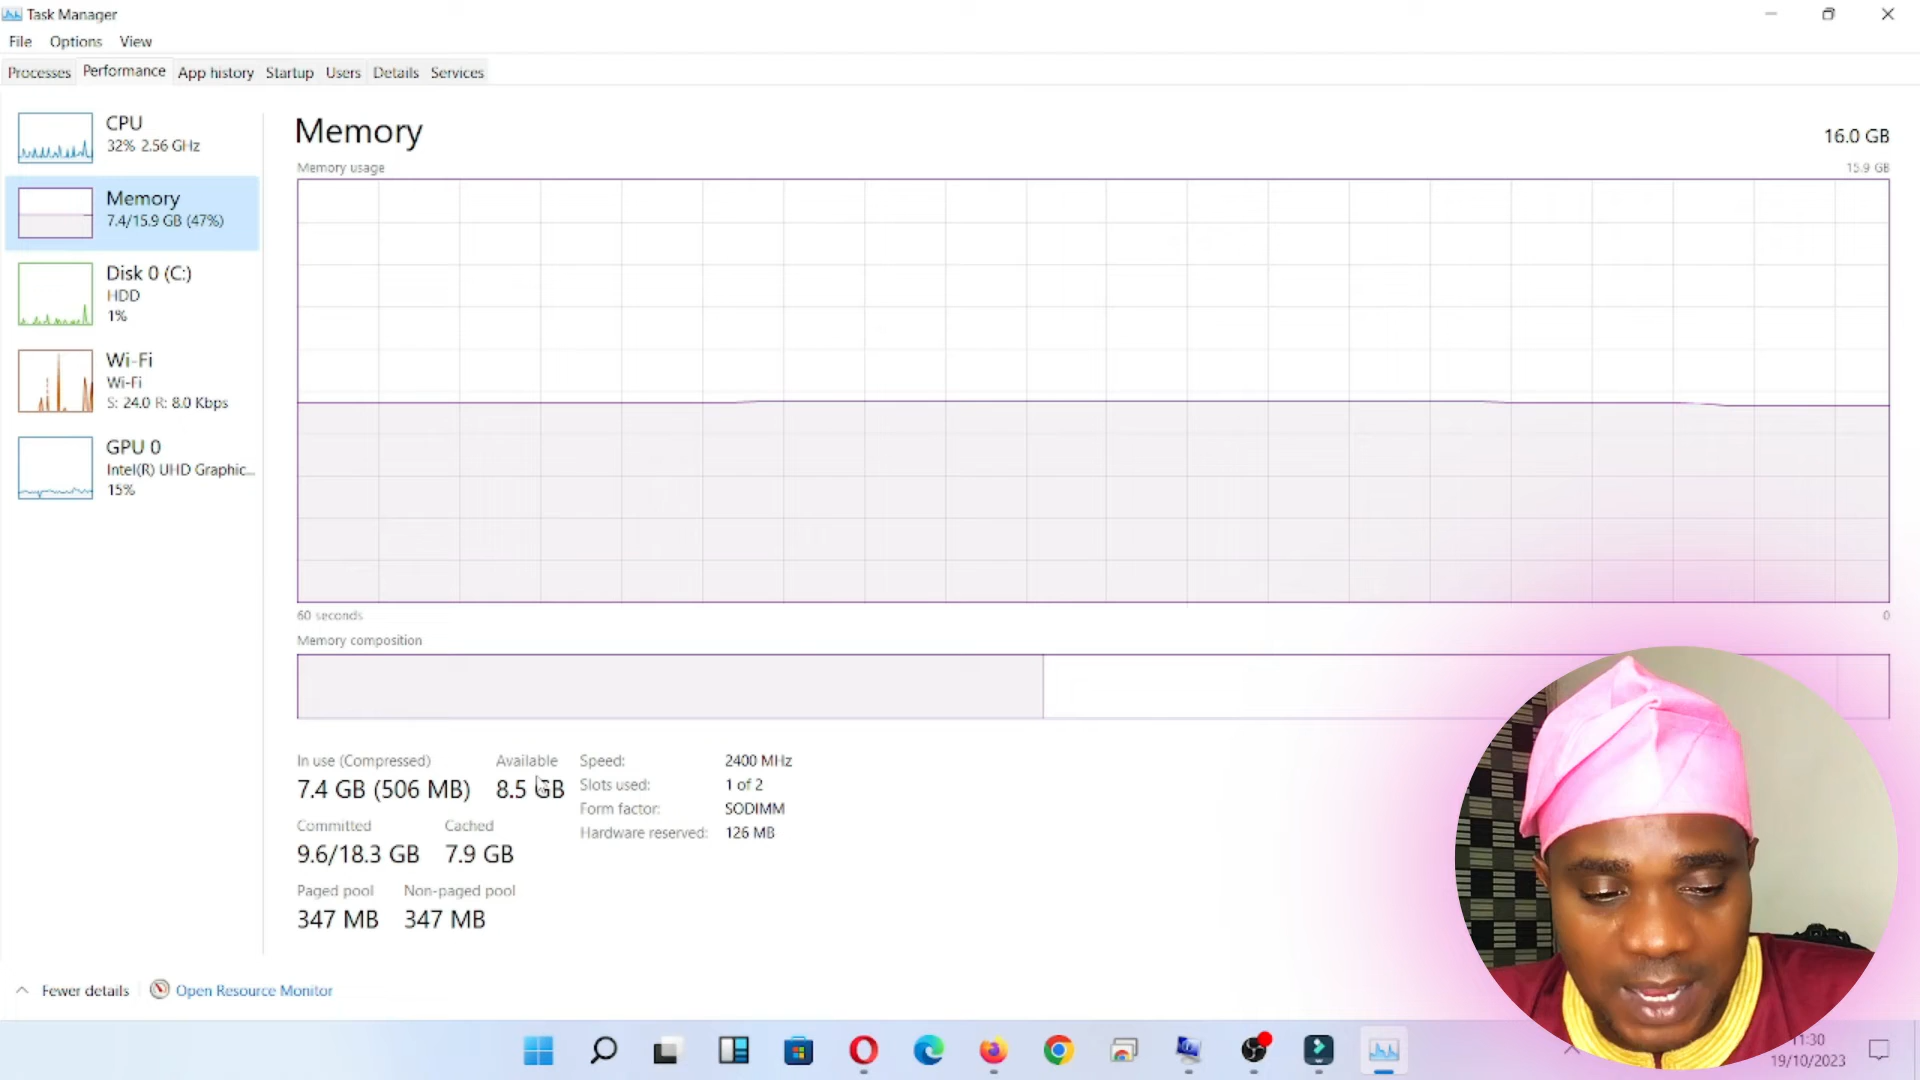 Task Manager
File Options View
Processes Performance App history Startup Users Details Services
CPU
32% 2.56 GHz
Memory
7.4/15.9 GB (47%)
Disk 0 (C:)
HDD
1%
Wi-Fi
Wi-Fi
S: 24.0 R: 8.0 Kbps
GPU 0
Intel(R) UHD Graphic...
15%
Memory
16.0 GB
Memory usage
15.9 GB
60 seconds
0
Memory composition
In use (Compressed)
7.4 GB (506 MB)
Available
8.5 GB
Committed
9.6/18.3 GB
Cached
7.9 GB
Paged pool
347 MB
Non-paged pool
347 MB
Speed: 2400 MHz
Slots used: 1 of 2
Form factor: SODIMM
Hardware reserved: 126 MB
Fewer details
Open Resource Monitor
11:30
19/10/2023